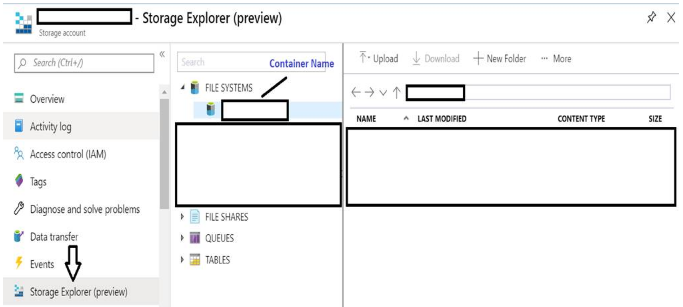 - Storage Explorer (preview)
Storage account
Search (Ctrl+/)
Overview
Activity log
Access control (IAM)
Tags
Diagnose and solve problems
Data transfer
Events
Storage Explorer (preview)
Search
Container Name
FILE SYSTEMS
FILE SHARES
QUEUES
TABLES
Upload Download New Folder ... More
NAME LAST MODIFIED CONTENT TYPE SIZE